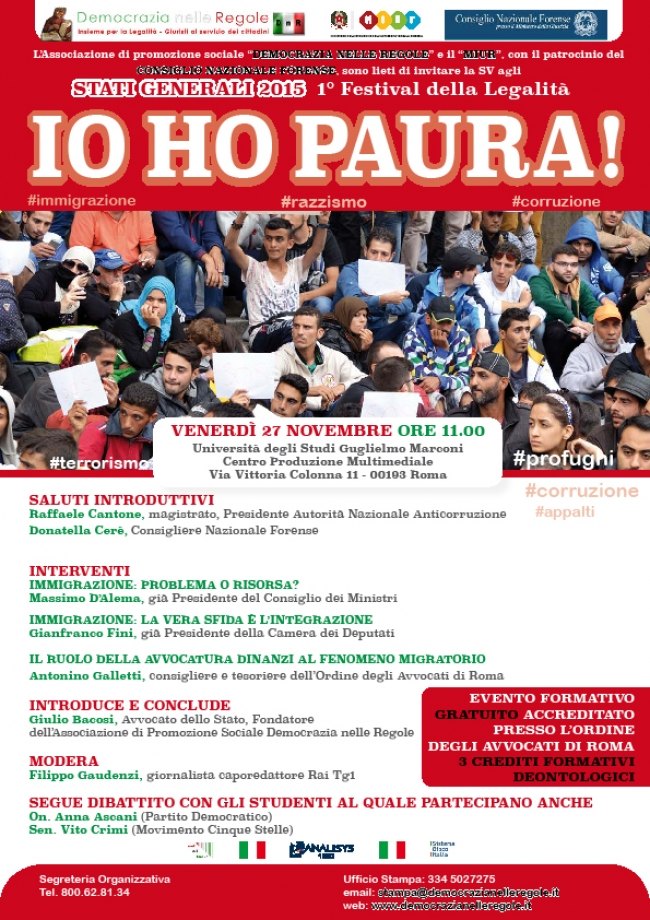 Democrazia nelle Regole
Insieme per la Legalità - Giuristi al servizio dei cittadini
DnR
Consiglio Nazionale Forense
L'Associazione di promozione sociale "DEMOCRAZIA NELLE REGOLE" e il "MIUR", con il patrocinio del
CONSIGLIO NAZIONALE FORENSE, sono lieti di invitare la SV agli
STATI GENERALI 2015 1° Festival della Legalità
IO HO PAURA!
#immigrazione
#razzismo
#corruzione
VENERDÌ 27 NOVEMBRE ORE 11.00
Università degli Studi Guglielmo Marconi
Centro Produzione Multimediale
Via Vittoria Colonna 11 - 00193 Roma
#terrorismo
#profughi
#corruzione
#appalti
SALUTI INTRODUTTIVI
Raffaele Cantone, magistrato, Presidente Autorità Nazionale Anticorruzione
Donatella Cerè, Consigliere Nazionale Forense
INTERVENTI
IMMIGRAZIONE: PROBLEMA O RISORSA?
Massimo D'Alema, già Presidente del Consiglio dei Ministri
IMMIGRAZIONE: LA VERA SFIDA È L'INTEGRAZIONE
Gianfranco Fini, già Presidente della Camera dei Deputati
IL RUOLO DELLA AVVOCATURA DINANZI AL FENOMENO MIGRATORIO
Antonino Galletti, consigliere e tesoriere dell'Ordine degli Avvocati di Roma
INTRODUCE E CONCLUDE
Giulio Bacosi, Avvocato dello Stato, Fondatore
dell'Associazione di Promozione Sociale Democrazia nelle Regole
EVENTO FORMATIVO
GRATUITO ACCREDITATO
PRESSO L'ORDINE
DEGLI AVVOCATI DI ROMA
3 CREDITI FORMATIVI
DEONTOLOGICI
MODERA
Filippo Gaudenzi, giornalista caporedattore Rai Tg1
SEGUE DIBATTITO CON GLI STUDENTI AL QUALE PARTECIPANO ANCHE
On. Anna Ascani (Partito Democratico)
Sen. Vito Crimi (Movimento Cinque Stelle)
ANALISYS
Segreteria Organizzativa
Tel. 800.62.81.34
Ufficio Stampa: 334 5027275
email: stampa@democrazianelleregole.it
web: www.democrazianelleregole.it